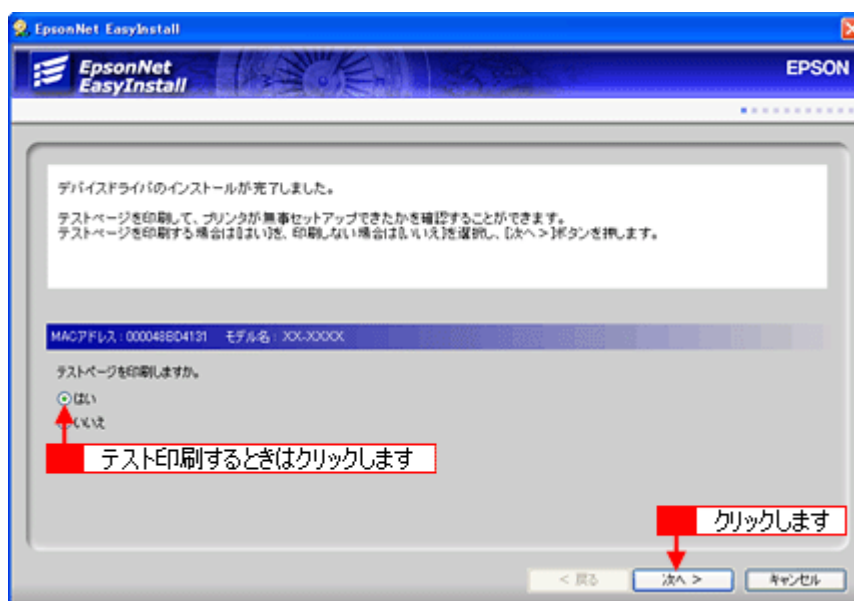 EpsonNet EasyInstall
EpsonNet
EasyInstall
EPSON
デバイスドライバのインストールが完了しました。
テストページを印刷して、プリンタが無事セットアップできたかを確認することができます。
テストページを印刷する場合は[はい]を、印刷しない場合は[いいえ]を選択し、[次へ＞]ボタンを押します。
MACアドレス：000048BD4131 モデル名：XX-XXXX
テストページを印刷しますか。
はい
いいえ
テスト印刷するときはクリックします
クリックします
< 戻る 次へ > キャンセル